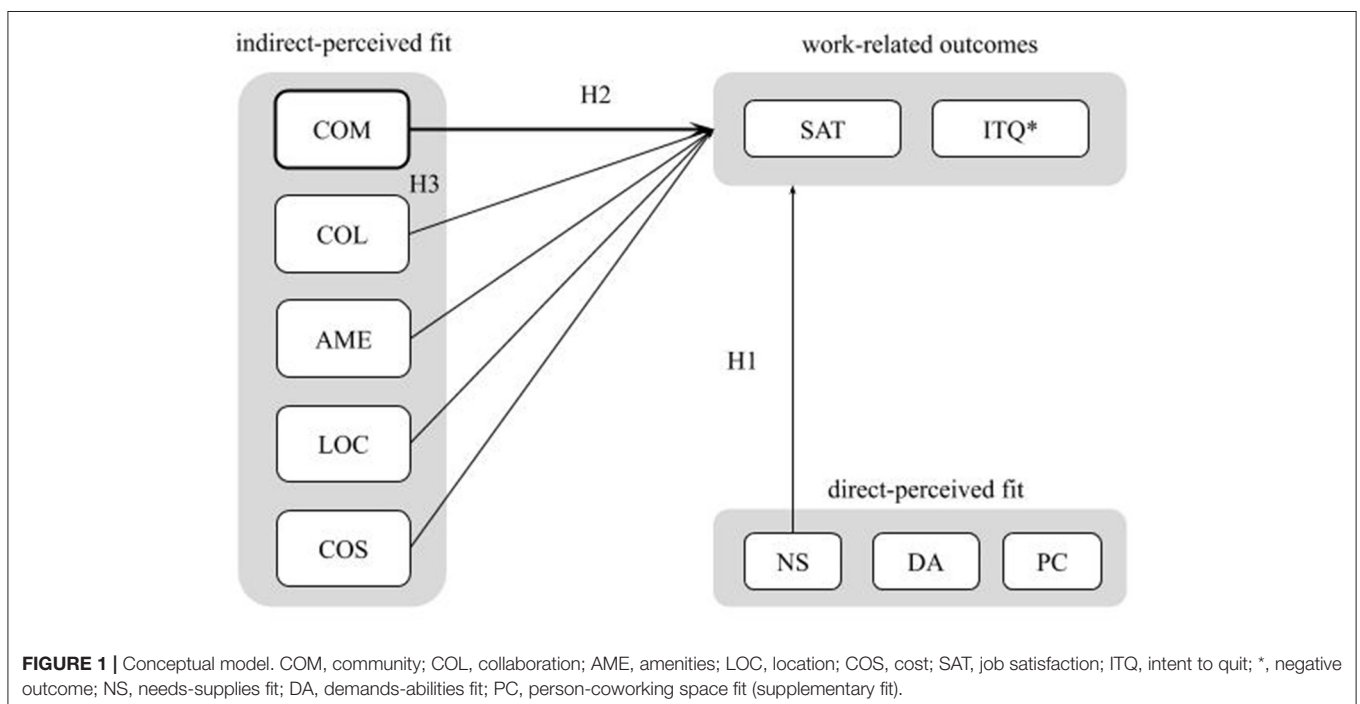 indirect-perceived fit
work-related outcomes
COM
H2
SAT
ITQ*
H3
COL
AME
H1
LOC
direct-perceived fit
COS
NS
DA
PC
FIGURE 1 | Conceptual model. COM, community; COL, collaboration; AME, amenities; LOC, location; COS, cost; SAT, job satisfaction; ITQ, intent to quit; *, negative
outcome; NS, needs-supplies fit; DA, demands-abilities fit; PC, person-coworking space fit (supplementary fit).